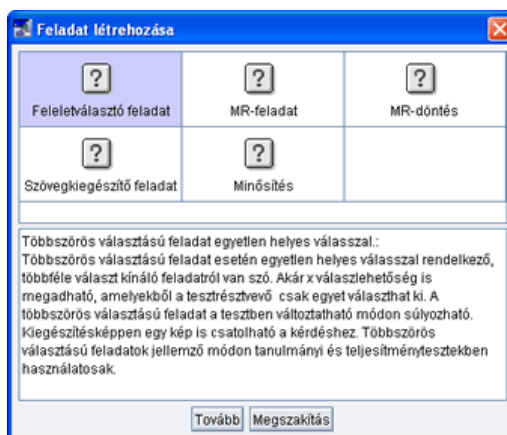 Feladat létrehozása
Feleletválasztó feladat MR-feladat MR-döntés
Szövegkiegészítő feladat Minősítés
Többszörös választású feladat egyetlen helyes válasszal.:
Többszörös választású feladat esetén egyetlen helyes válasszal rendelkező,
többféle választ kínáló feladatról van szó. Akár x válaszlehetőség is
megadható, amelyekből a tesztrésztvevő csak egyet választhat ki. A
többszörös választású feladat a tesztben változtatható módon súlyozható.
Kiegészítésképpen egy kép is csatolható a kérdéshez. Többszörös
választású feladatok jellemző módon tanulmányi és teljesítménytesztekben
használatosak.
Tovább Megszakítás